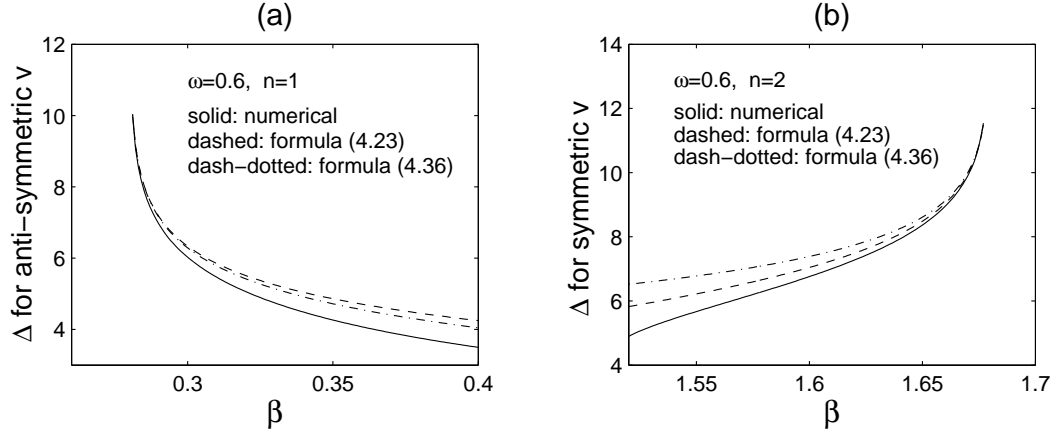 (a)
Δ for anti−symmetric v
12
10
8
6
4
ω=0.6, n=1
solid: numerical
dashed: formula (4.23)
dash−dotted: formula (4.36)
0.3
0.35
0.4
β
(b)
Δ for symmetric v
14
12
10
8
6
4
ω=0.6, n=2
solid: numerical
dashed: formula (4.23)
dash−dotted: formula (4.36)
1.55
1.6
1.65
1.7
β